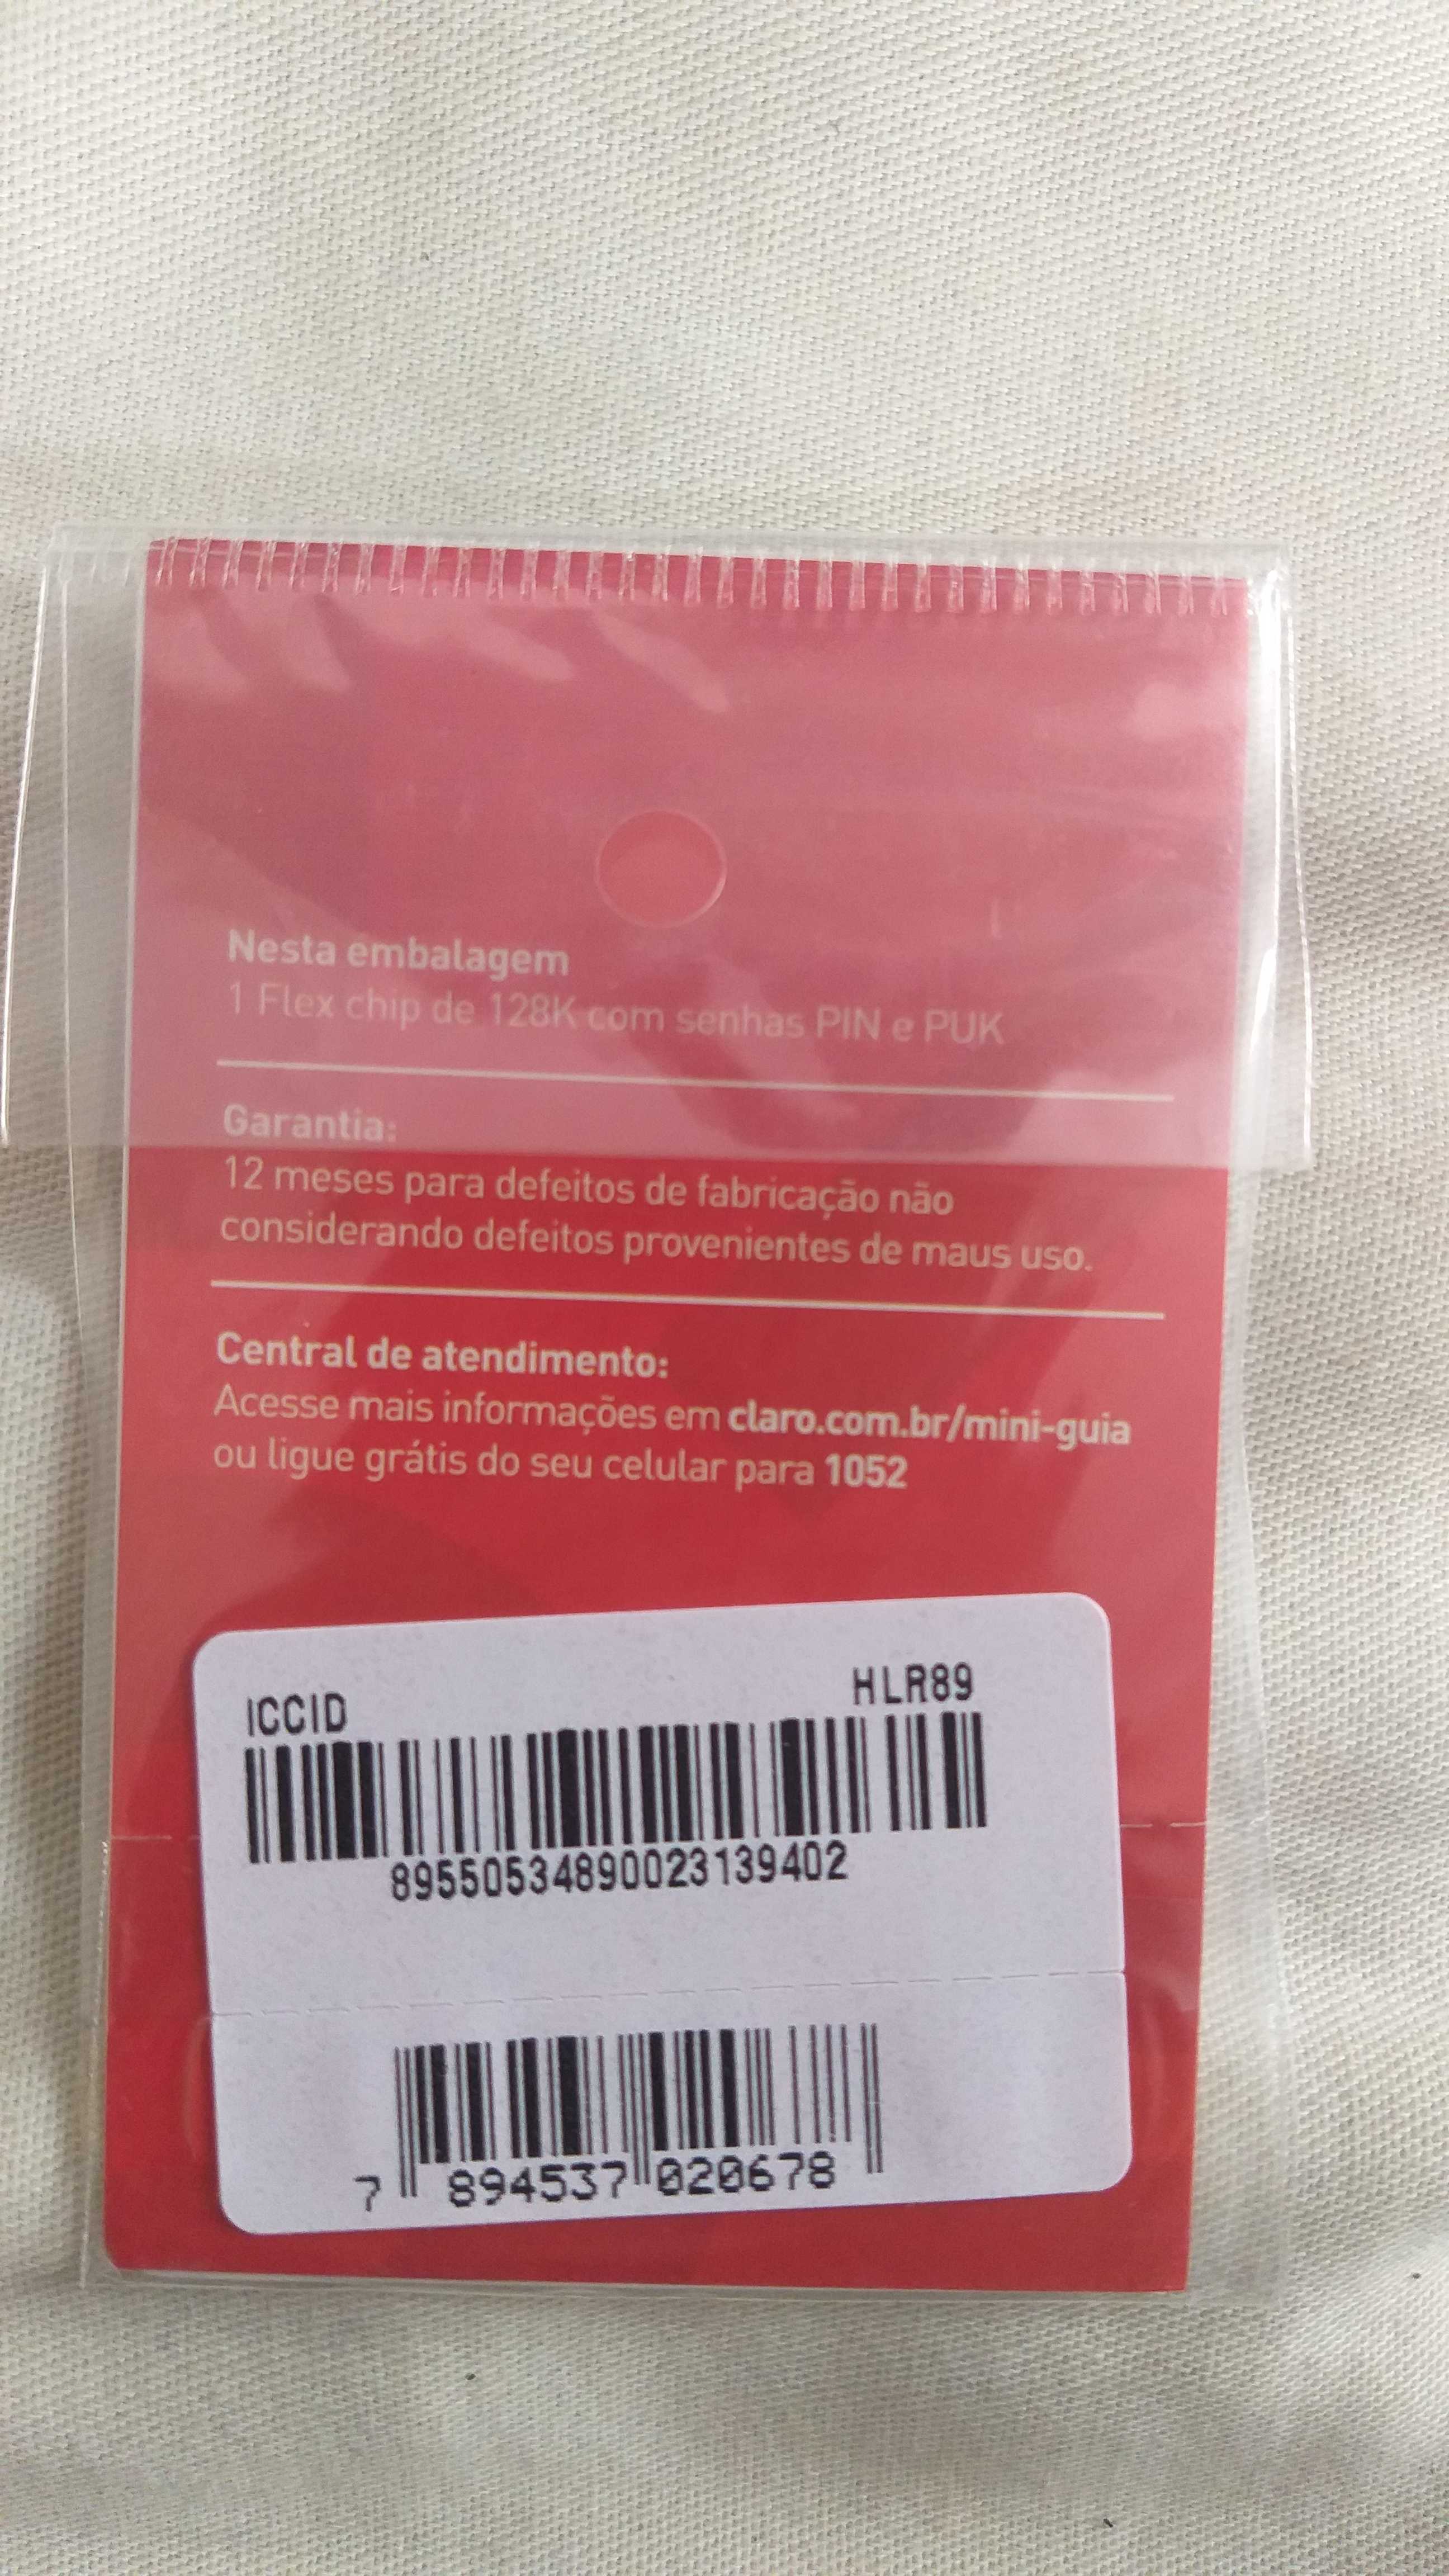 Nesta embalagem
1 Flex chip de 128K com senhas PIN e PUK
Garantia:
12 meses para defeitos de fabricação não
considerando defeitos provenientes de maus uso.
Central de atendimento:
Acesse mais informações em claro.com.br/mini-guia
ou ligue grátis do seu celular para 1052
ICCID HLR89
89550534890023139402
7 894537 020678